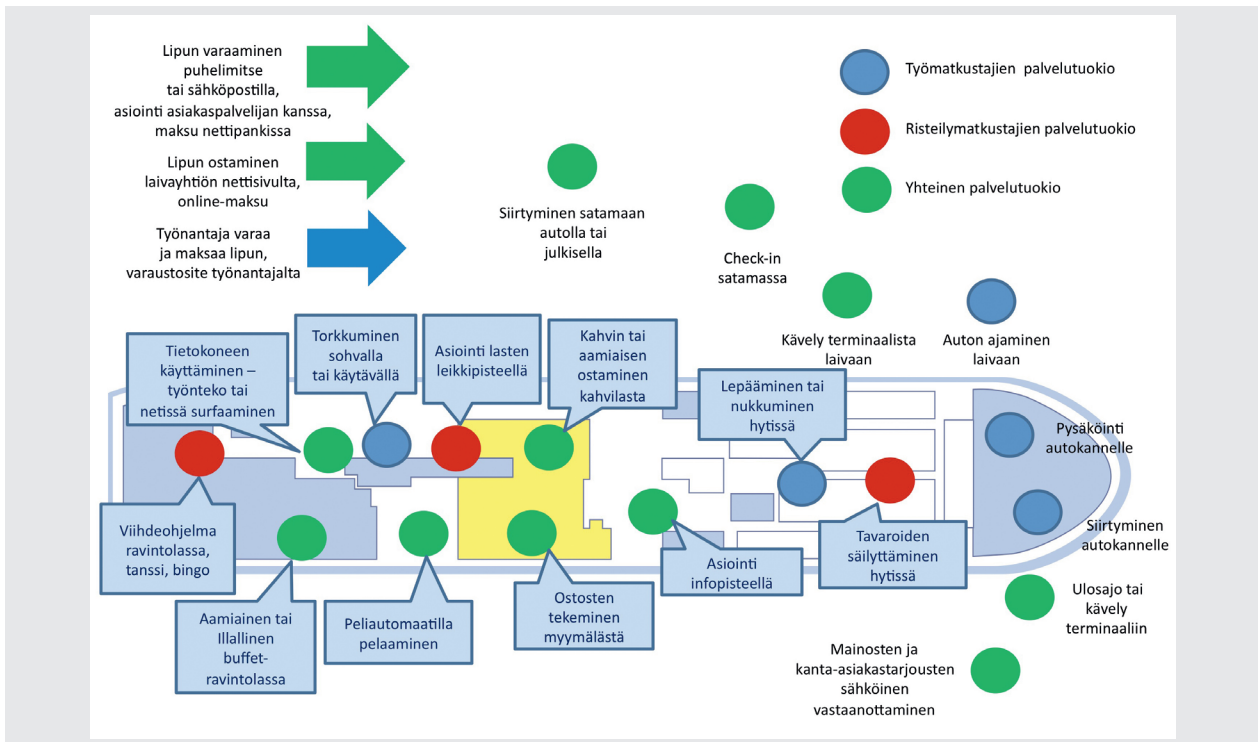 Lipun varaaminen
puhelimitse
tai sähköpostilla,
asiointi asiakaspalvelijan kanssa,
maksu nettipankissa
Lipun ostaminen
laivayhtiön nettisivulta,
online-maksu
Työnantaja varaa
ja maksaa lipun,
varaustosite työnantajalta
Työmatkustajien palvelutuokio
Risteilymatkustajien palvelutuokio
Yhteinen palvelutuokio
Siirtyminen satamaan
autolla tai
julkisella
Check-in
satamassa
Kävely terminaalista
laivaan
Auton ajaminen
laivaan
Tietokoneen
käyttäminen –
työnteko tai
netissä surfaaminen
Torkkuminen
sohvalla
tai käytävällä
Asiointi lasten
leikkipisteellä
Kahvin tai
aamiaisen
ostaminen
kahvilasta
Lepääminen tai
nukkuminen
hytissä
Pysäköinti
autokannelle
Siirtyminen
autokannelle
Viihdeohjelma
ravintolassa,
tanssi, bingo
Aamiainen tai
Illallinen
buffet-
ravintolassa
Peliautomaatilla
pelaaminen
Ostosten
tekeminen
myymälästä
Asiointi
infopisteellä
Tavaroiden
säilyttäminen
hytissä
Ulosajo tai
kävely
terminaaliin
Mainosten ja
kanta-asiakastarjousten
sähköinen
vastaanottaminen